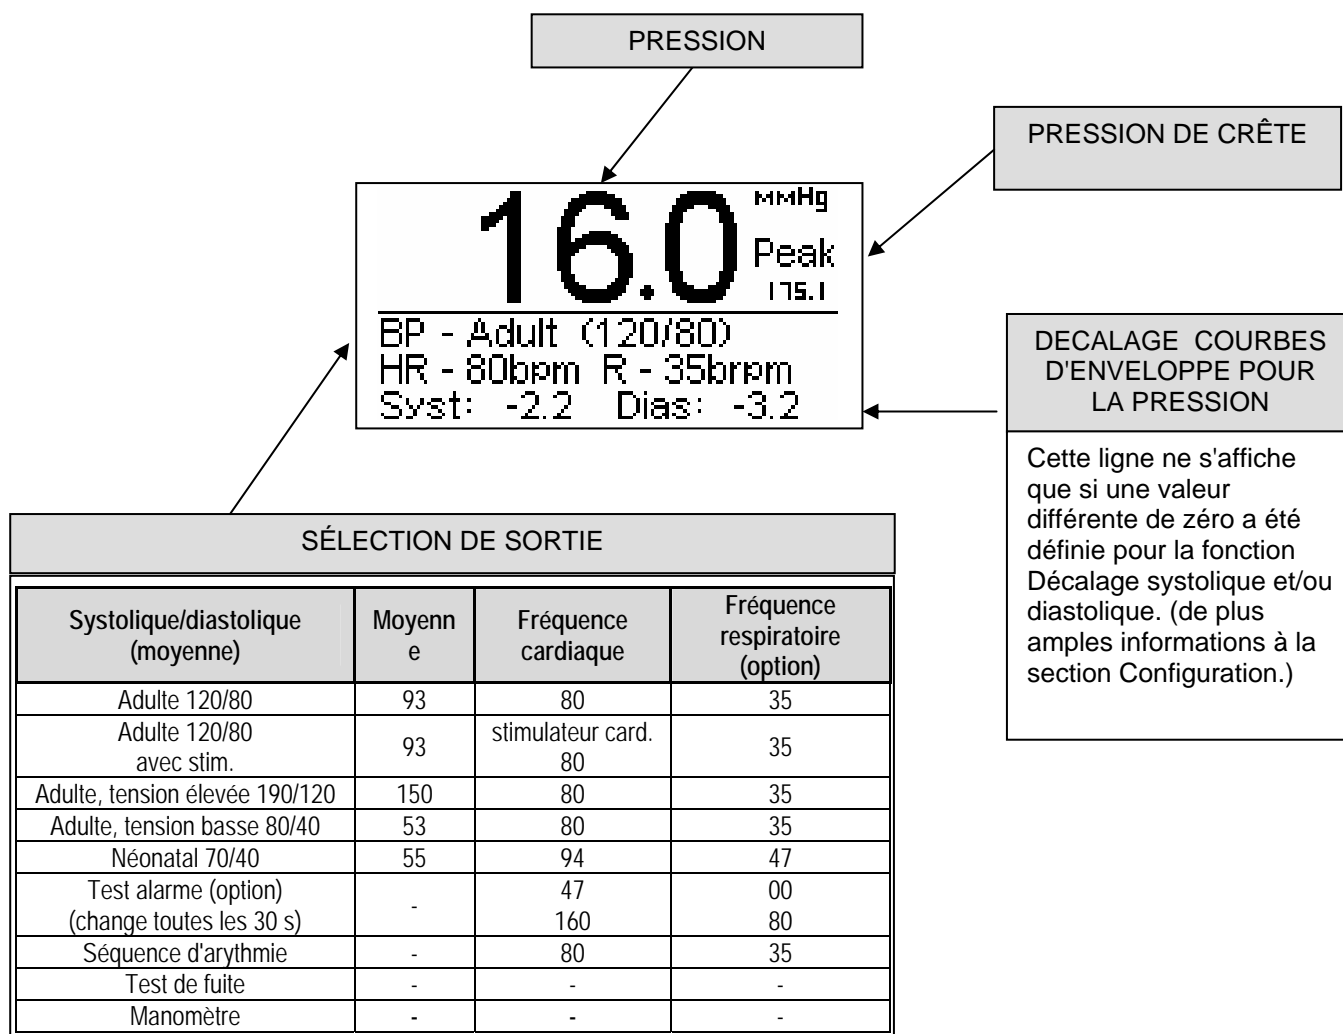 PRESSION
PRESSION DE CRÊTE
16.0 MMHg
Peak
175.1
BP - Adult (120/80)
HR - 80bpm R - 35brpm
Syst: -2.2 Dias: -3.2
DECALAGE COURBES
D'ENVELOPPE POUR
LA PRESSION
Cette ligne ne s'affiche
que si une valeur
différente de zéro a été
définie pour la fonction
Décalage systolique et/ou
diastolique. (de plus
amples informations à la
section Configuration.)
SÉLECTION DE SORTIE
Systolique/diastolique
(moyenne)
Moyenn
e
Fréquence
cardiaque
Fréquence
respiratoire
(option)
Adulte 120/80 93 80 35
Adulte 120/80
avec stim.
93
stimulateur card.
80
35
Adulte, tension élevée 190/120 150 80 35
Adulte, tension basse 80/40 53 80 35
Néonatal 70/40 55 94 47
Test alarme (option)
(change toutes les 30 s)
-
47
160
00
80
Séquence d'arythmie - 80 35
Test de fuite - - -
Manomètre - - -